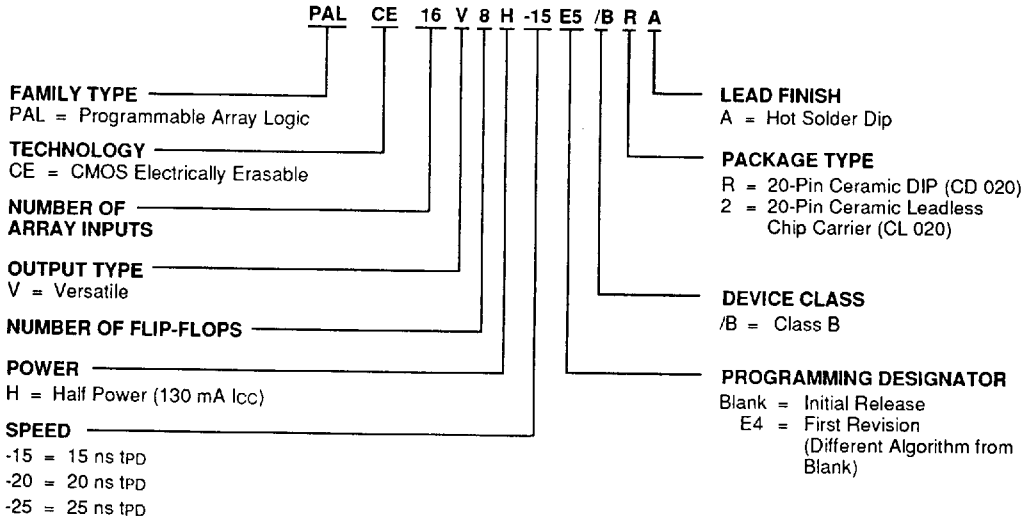 PAL CE 16 V 8 H -15 E5 /B R A
FAMILY TYPE
PAL = Programmable Array Logic
TECHNOLOGY
CE = CMOS Electrically Erasable
NUMBER OF
ARRAY INPUTS
OUTPUT TYPE
V = Versatile
NUMBER OF FLIP-FLOPS
POWER
H = Half Power (130 mA ICC)
SPEED
-15 = 15 ns tPD
-20 = 20 ns tPD
-25 = 25 ns tPD
LEAD FINISH
A = Hot Solder Dip
PACKAGE TYPE
R = 20-Pin Ceramic DIP (CD 020)
2 = 20-Pin Ceramic Leadless
Chip Carrier (CL 020)
DEVICE CLASS
/B = Class B
PROGRAMMING DESIGNATOR
Blank = Initial Release
E4 = First Revision
(Different Algorithm from
Blank)